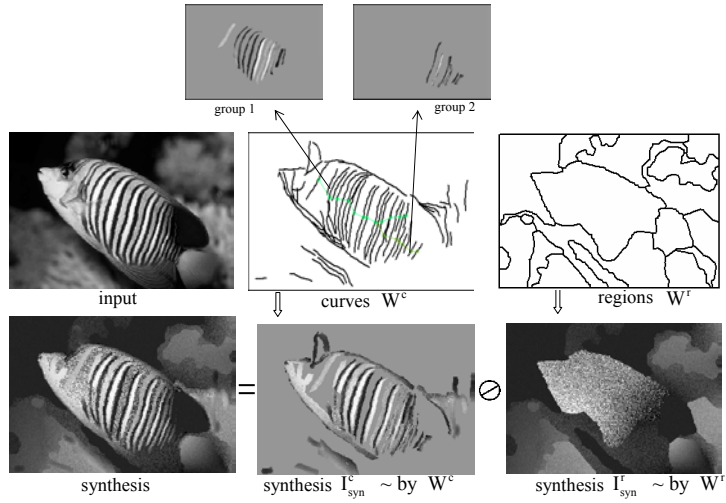 group 1
group 2
input
curves W^c
regions W^r
synthesis
=
synthesis I^c_syn ~ by W^c
⊘
synthesis I^r_syn ~ by W^r